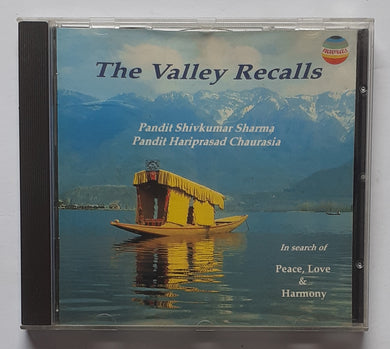 The Valley Recalls
Pandit Shivkumar Sharma
Pandit Hariprasad Chaurasia
In search of
Peace, Love
&
Harmony